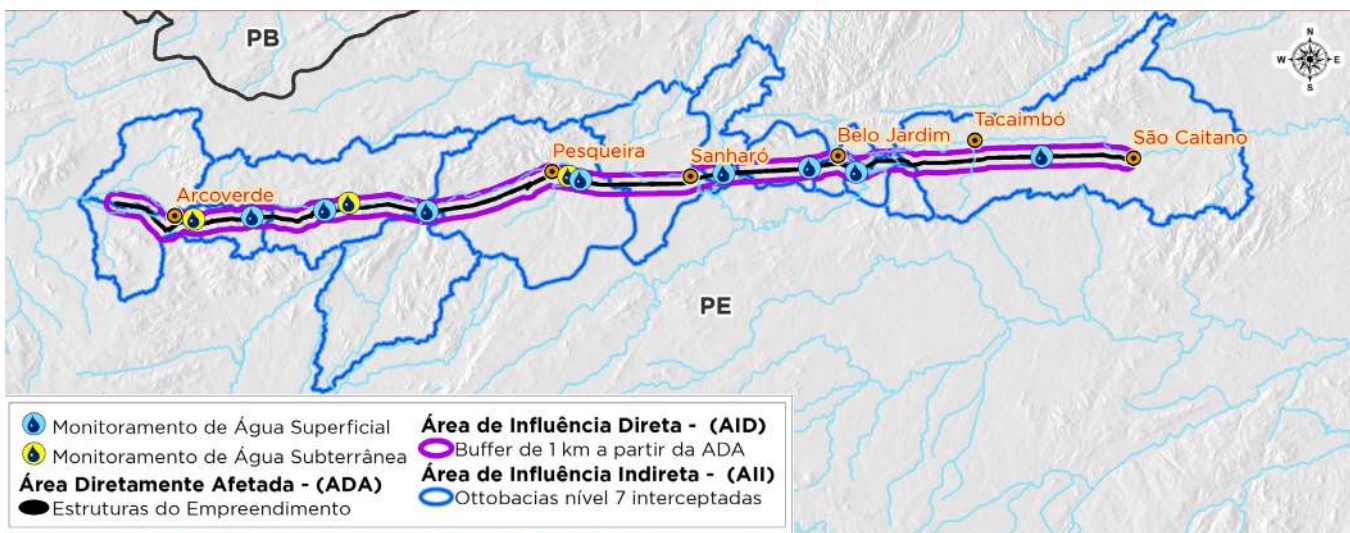 PB
N
W
E
S
Belo Jardim
Tacaimbó
São Caitano
Pesqueira
Sanharó
Arcoverde
PE
Monitoramento de Água Superficial
Monitoramento de Água Subterrânea
Área Diretamente Afetada - (ADA)
Estruturas do Empreendimento
Área de Influência Direta - (AID)
Buffer de 1 km a partir da ADA
Área de Influência Indireta - (AII)
Ottobacias nível 7 interceptadas